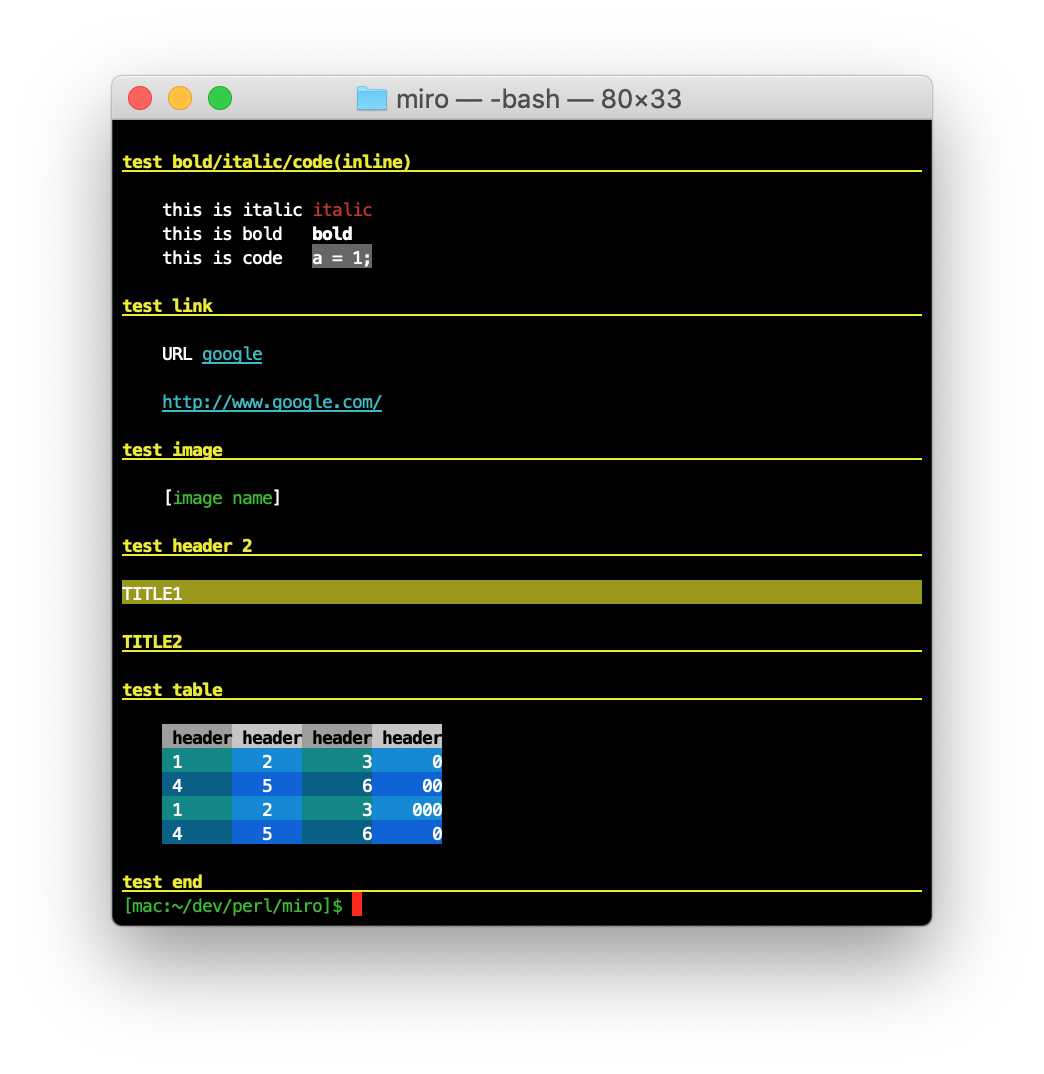 miro — -bash — 80×33
test bold/italic/code(inline)
this is italic italic
this is bold bold
this is code a = 1;
test link
URL google
http://www.google.com/
test image
[image name]
test header 2
TITLE1
TITLE2
test table
header header header header
1 2 3 0
4 5 6 00
1 2 3 000
4 5 6 0
test end
[mac:~/dev/perl/miro]$